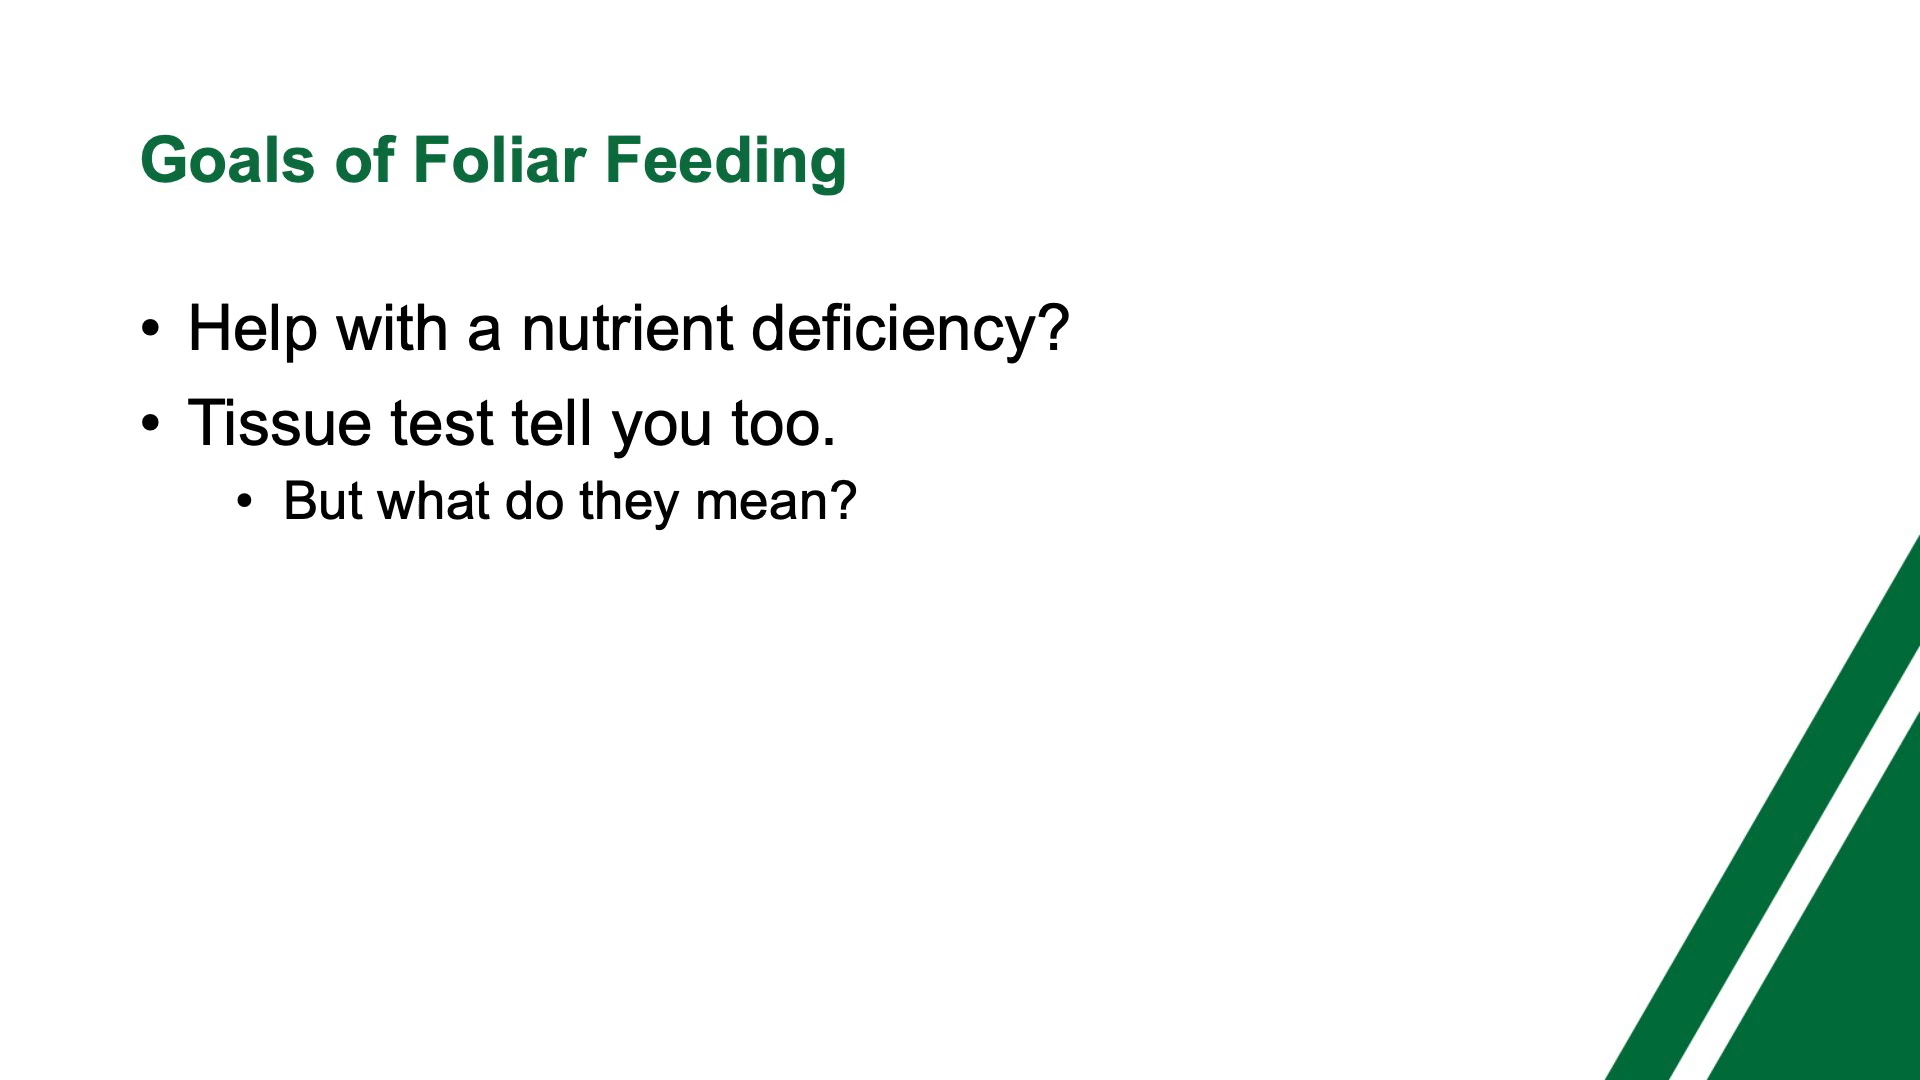 Goals of Foliar Feeding
• Help with a nutrient deficiency?
• Tissue test tell you too.
• But what do they mean?